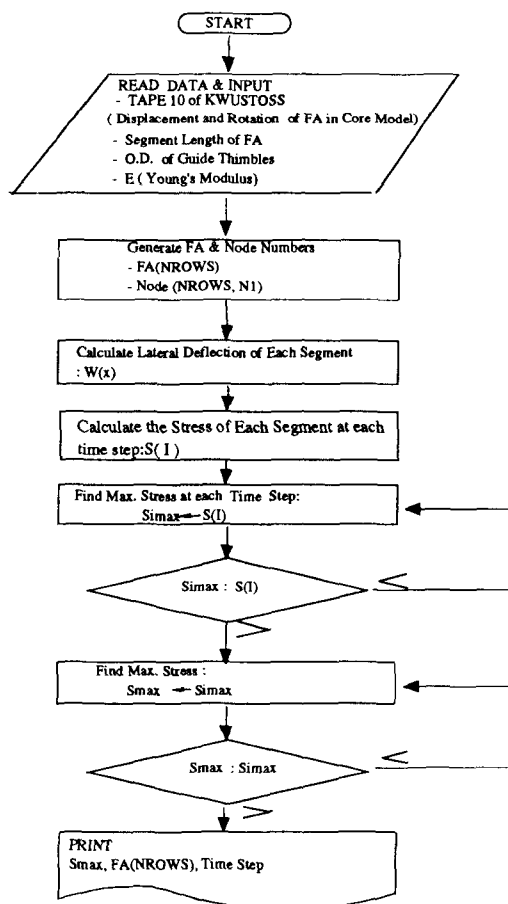 START
READ DATA & INPUT
- TAPE 10 of KWUSTOSS
( Displacement and Rotation of FA in Core Model)
- Segment Length of FA
- O.D. of Guide Thimbles
- E ( Young's Modulus)
Generate FA & Node Numbers
- FA(NROWS)
- Node (NROWS, N1)
Calculate Lateral Deflection of Each Segment
: W(x)
Calculate the Stress of Each Segment at each
time step:S( I )
Find Max. Stress at each Time Step:
Simax← S(I)
Simax : S(I)
<
>
Find Max. Stress :
Smax ← Simax
Smax : Simax
<
>
PRINT
Smax, FA(NROWS), Time Step